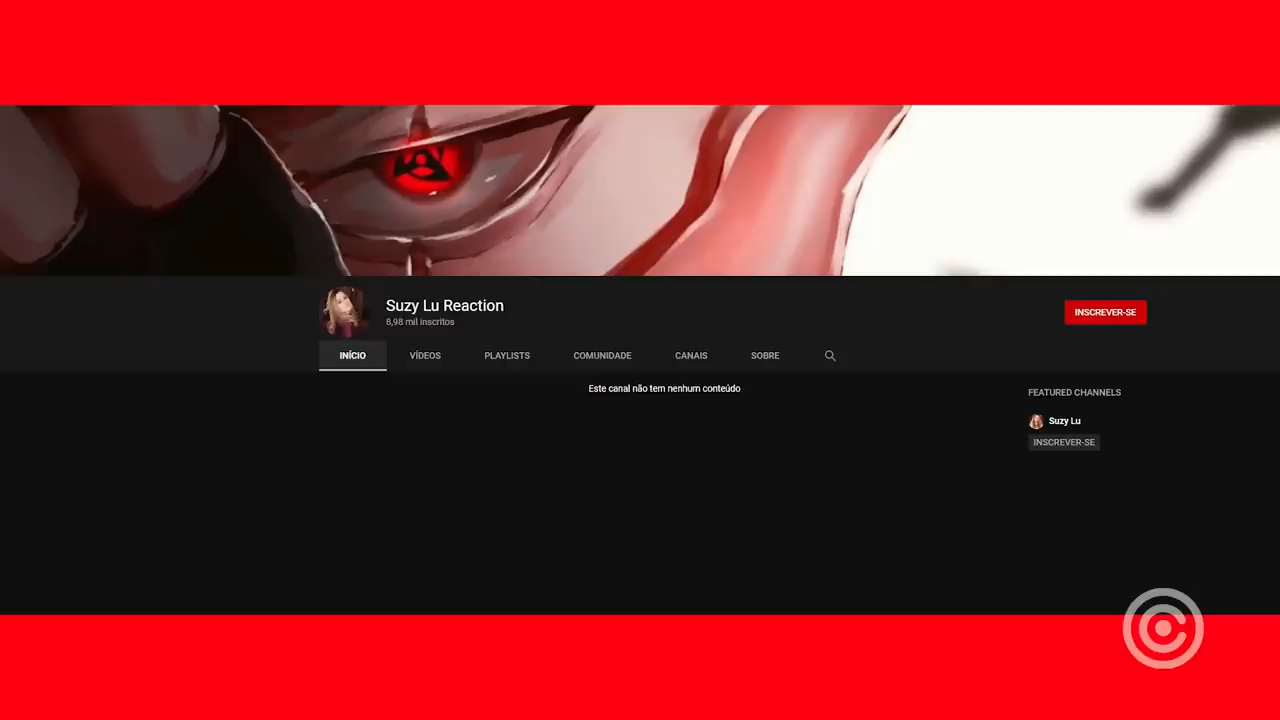 Suzy Lu Reaction
8,98 mil inscritos
INSCREVER-SE
INÍCIO VÍDEOS PLAYLISTS COMUNIDADE CANAIS SOBRE
Este canal não tem nenhum conteúdo
FEATURED CHANNELS
Suzy Lu
INSCREVER-SE